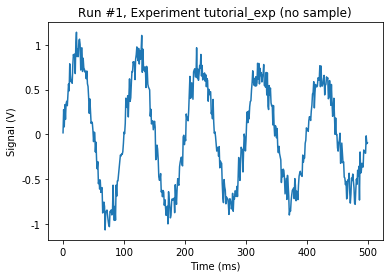 Run #1, Experiment tutorial_exp (no sample)
1
0.5
0
-0.5
-1
Signal (V)
0 100 200 300 400 500
Time (ms)